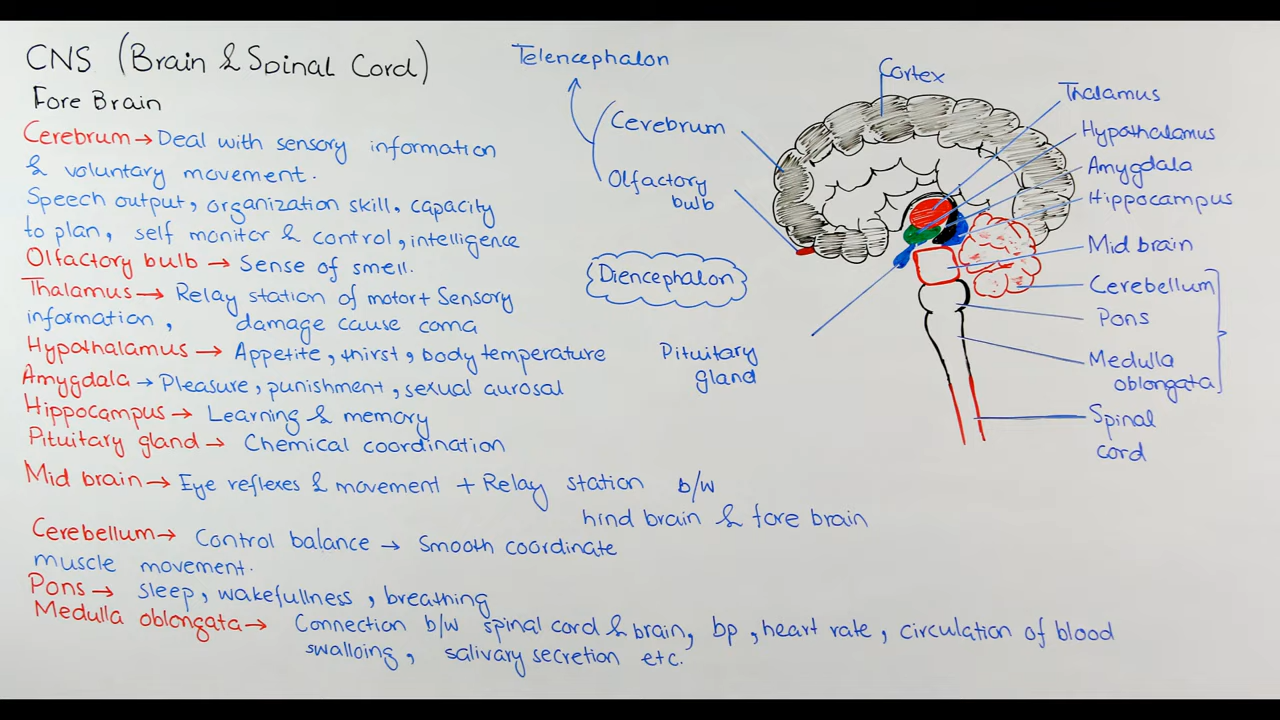 CNS (Brain & Spinal Cord)
Fore Brain
Cerebrum → Deal with sensory information
& voluntary movement.
Speech output, organization skill, capacity
to plan, self monitor & control, intelligence
Olfactory bulb → Sense of smell.
Thalamus → Relay station of motor + Sensory
information, damage cause coma
Hypothalamus → Appetite, thirst, body temperature
Amygdala → Pleasure, punishment, sexual aurosal
Hippocampus → Learning & memory
Pituitary gland → Chemical coordination
Mid brain → Eye reflexes & movement + Relay station b/w
hind brain & fore brain
Cerebellum → Control balance → Smooth coordinate
muscle movement.
Pons → sleep, wakefullness, breathing
Medulla oblongata → Connection b/w spinal cord & brain, bp, heart rate, circulation of blood
swalloing, salivary secretion etc.
Telencephalon
Cerebrum
Olfactory
bulb
Diencephalon
Pituitary
gland
Cortex
Thalamus
Hypothalamus
Amygdala
Hippocampus
Mid brain
Cerebellum
Pons
Medulla
oblongata
Spinal
cord